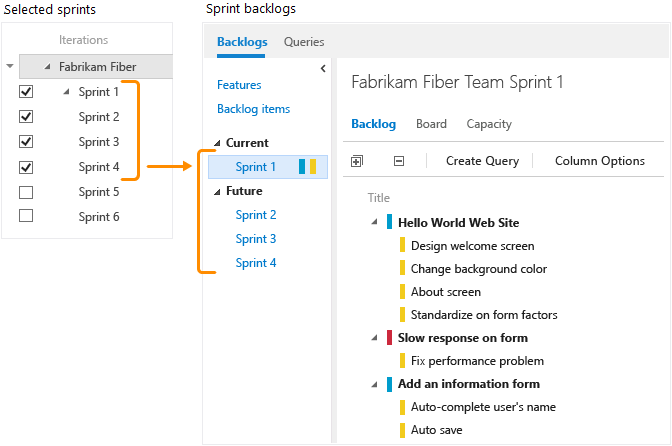 Selected sprints
Iterations
Fabrikam Fiber
Sprint 1
Sprint 2
Sprint 3
Sprint 4
Sprint 5
Sprint 6
Sprint backlogs
Backlogs Queries
Features
Backlog items
Current
Sprint 1
Future
Sprint 2
Sprint 3
Sprint 4
Fabrikam Fiber Team Sprint 1
Backlog Board Capacity
Create Query Column Options
Title
Hello World Web Site
Design welcome screen
Change background color
About screen
Standardize on form factors
Slow response on form
Fix performance problem
Add an information form
Auto-complete user's name
Auto save